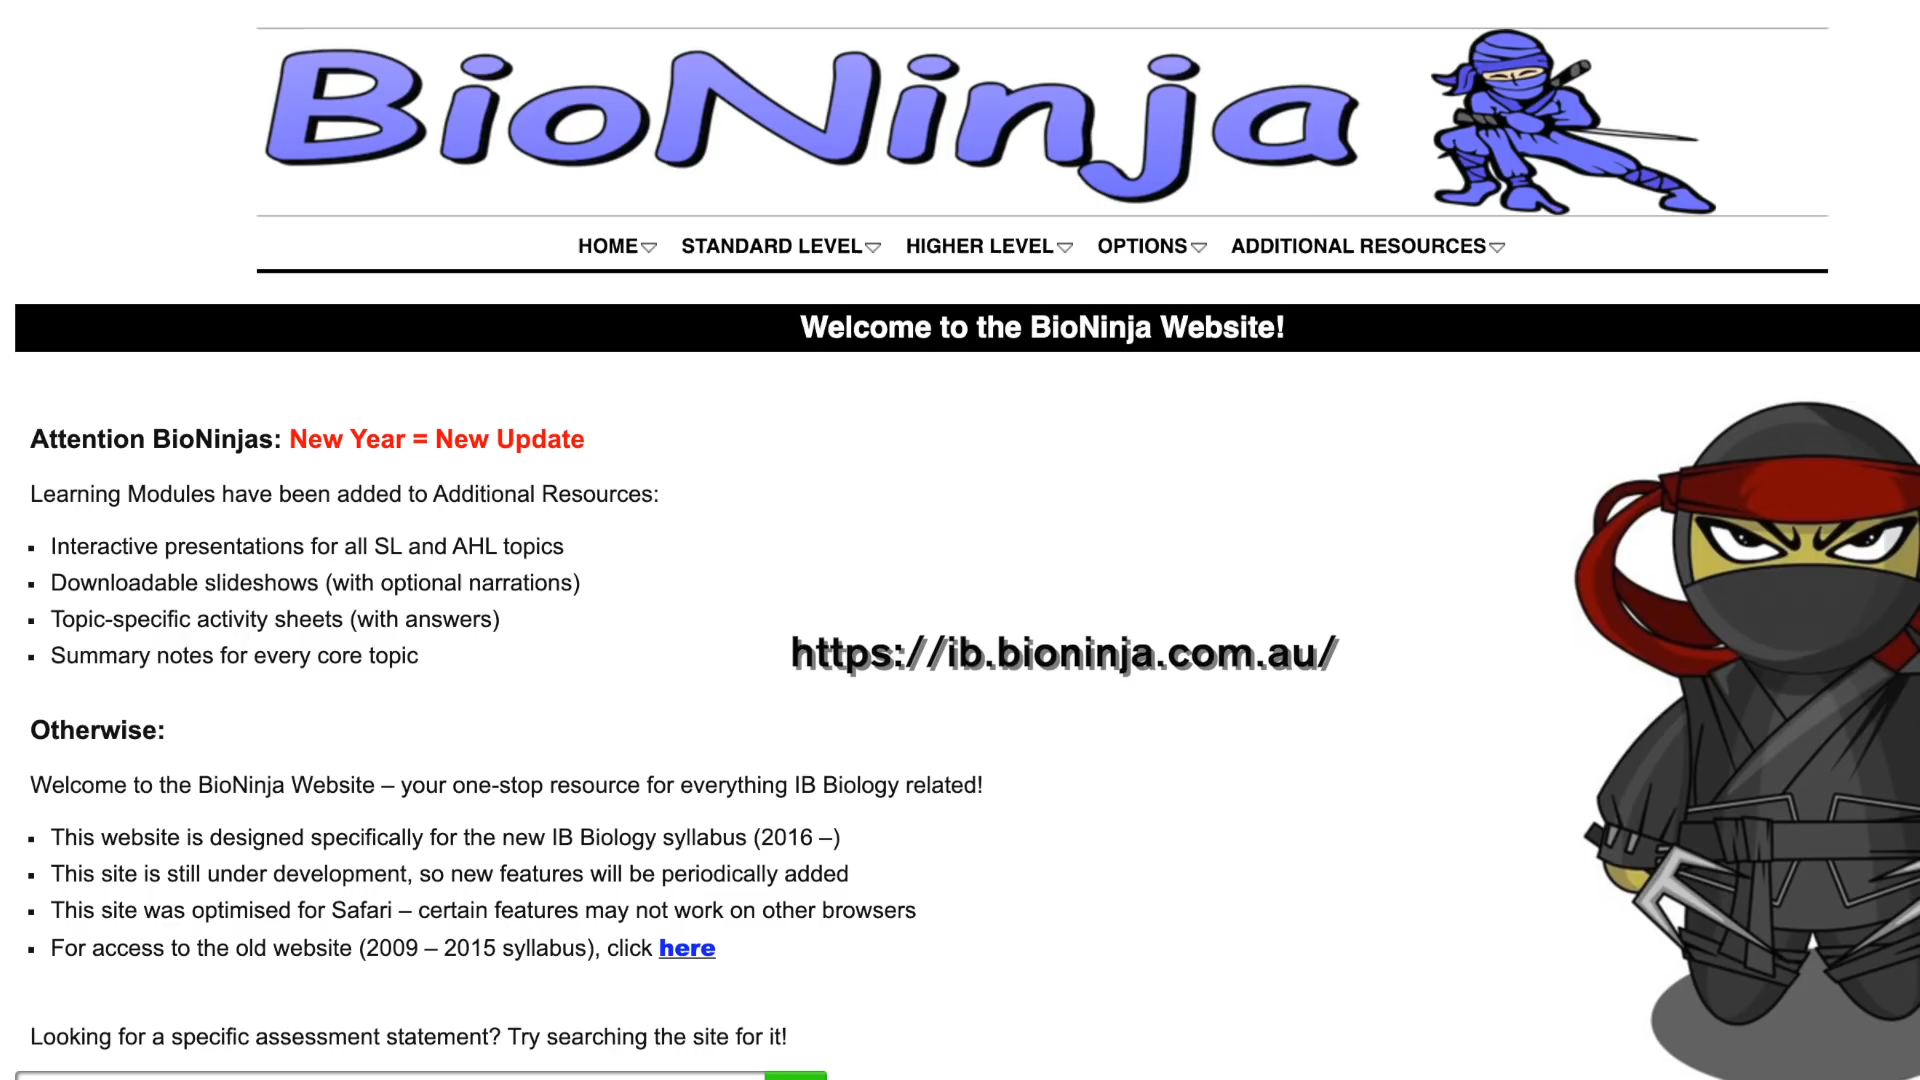 BioNinja
HOME STANDARD LEVEL HIGHER LEVEL OPTIONS ADDITIONAL RESOURCES
Welcome to the BioNinja Website!
Attention BioNinjas: New Year = New Update
Learning Modules have been added to Additional Resources:
Interactive presentations for all SL and AHL topics
Downloadable slideshows (with optional narrations)
Topic-specific activity sheets (with answers)
Summary notes for every core topic
https://ib.bioninja.com.au/
Otherwise:
Welcome to the BioNinja Website – your one-stop resource for everything IB Biology related!
This website is designed specifically for the new IB Biology syllabus (2016 –)
This site is still under development, so new features will be periodically added
This site was optimised for Safari – certain features may not work on other browsers
For access to the old website (2009 – 2015 syllabus), click here
Looking for a specific assessment statement? Try searching the site for it!